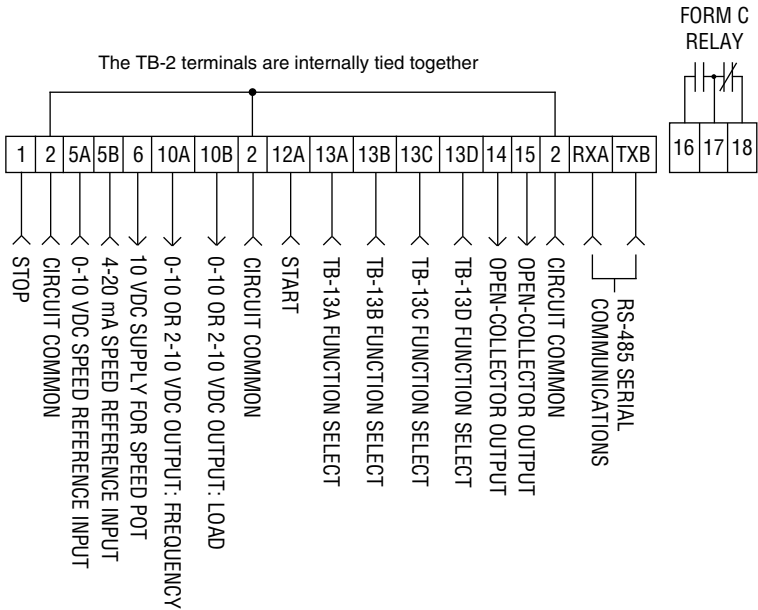 FORM C
RELAY
The TB-2 terminals are internally tied together
1 2 5A 5B 6 10A 10B 2 12A 13A 13B 13C 13D 14 15 2 RXA TXB
16 17 18
STOP
CIRCUIT COMMON
0-10 VDC SPEED REFERENCE INPUT
4-20 mA SPEED REFERENCE INPUT
10 VDC SUPPLY FOR SPEED POT
0-10 OR 2-10 VDC OUTPUT: FREQUENCY
0-10 OR 2-10 VDC OUTPUT: LOAD
CIRCUIT COMMON
START
TB-13A FUNCTION SELECT
TB-13B FUNCTION SELECT
TB-13C FUNCTION SELECT
TB-13D FUNCTION SELECT
OPEN-COLLECTOR OUTPUT
OPEN-COLLECTOR OUTPUT
CIRCUIT COMMON
RS-485 SERIAL
COMMUNICATIONS